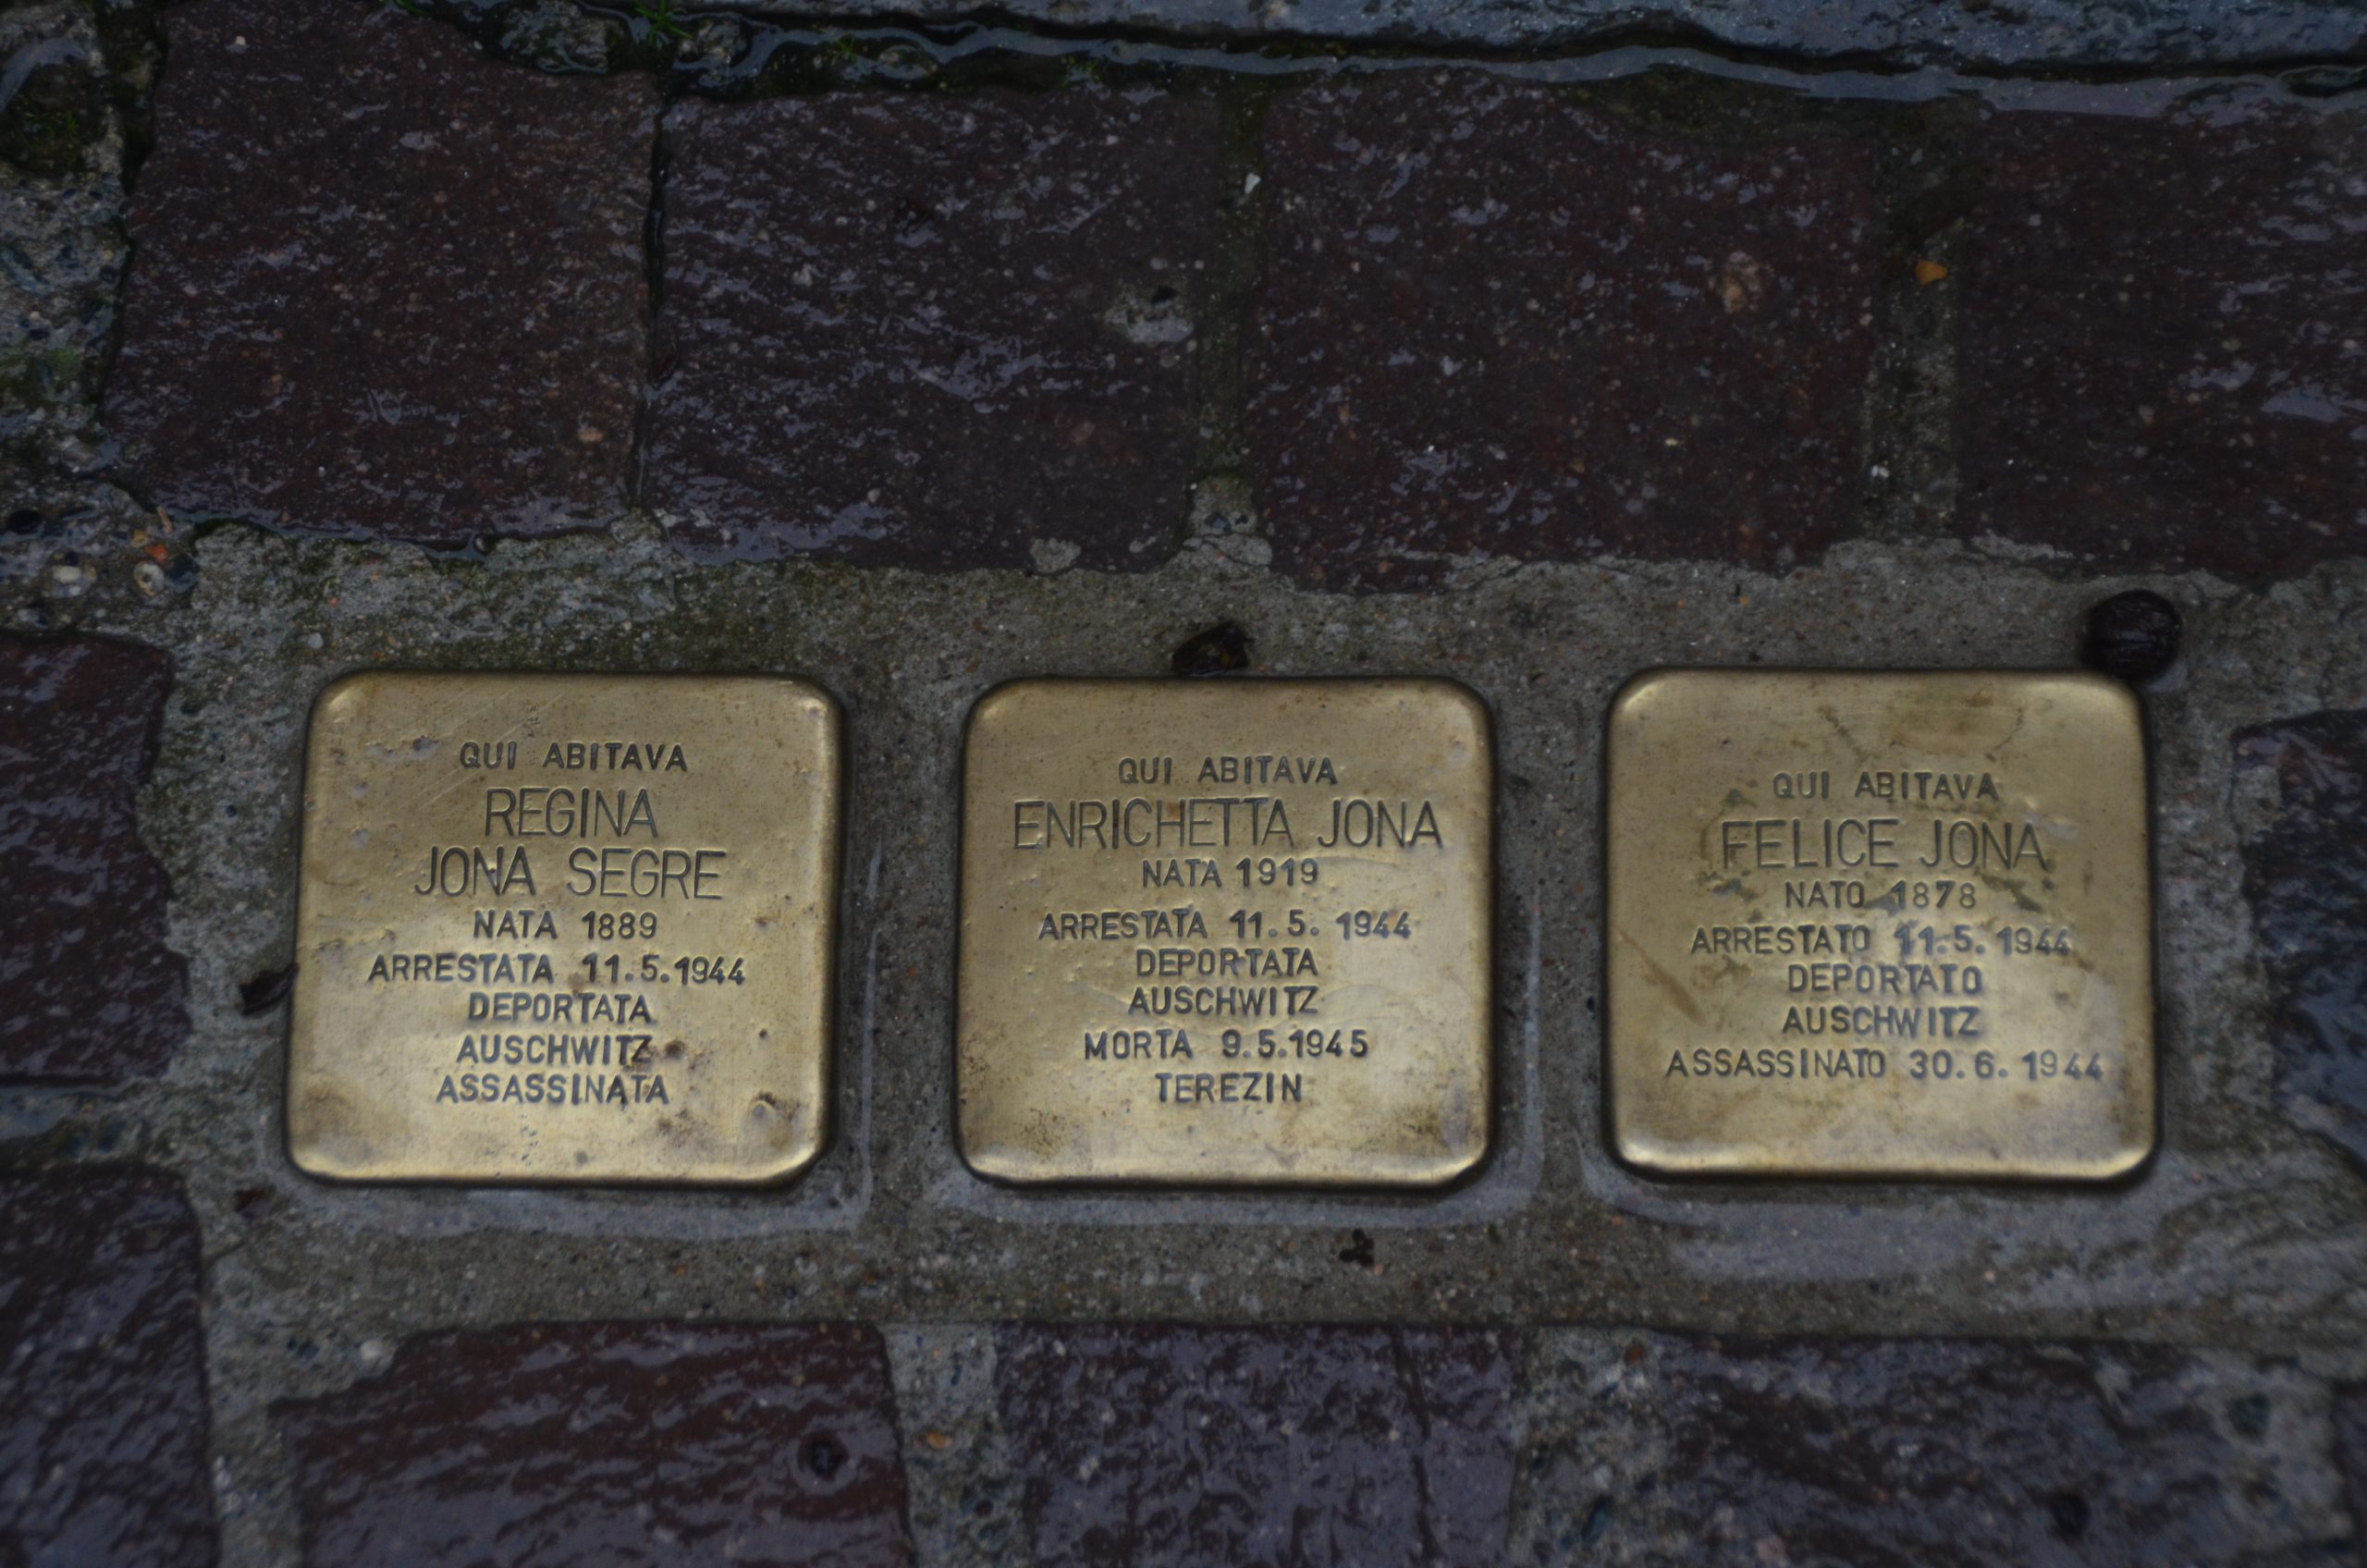 QUI ABITAVA
REGINA
JONA SEGRE
NATA 1889
ARRESTATA 11.5.1944
DEPORTATA
AUSCHWITZ
ASSASSINATA
QUI ABITAVA
ENRICHETTA JONA
NATA 1919
ARRESTATA 11.5. 1944
DEPORTATA
AUSCHWITZ
MORTA 9.5.1945
TEREZIN
QUI ABITAVA
FELICE JONA
NATO 1878
ARRESTATO 11.5. 1944
DEPORTATO
AUSCHWITZ
ASSASSINATO 30.6. 1944